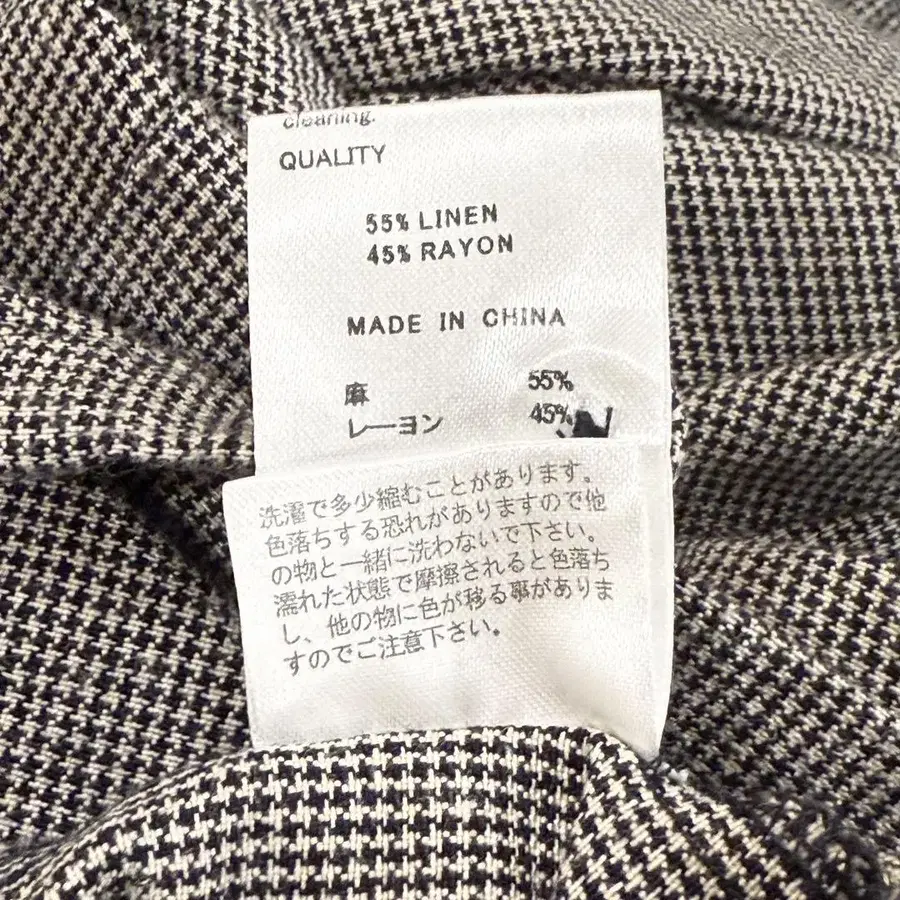 cleaning.
QUALITY
55% LINEN
45% RAYON
MADE IN CHINA
麻 55%
レーヨン 45%
洗濯で多少縮むことがあります。
色落ちする恐れがありますので他
の物と一緒に洗わないで下さい。
濡れた状態で摩擦されると色落ち
し、他の物に色が移る事がありま
すのでご注意下さい。